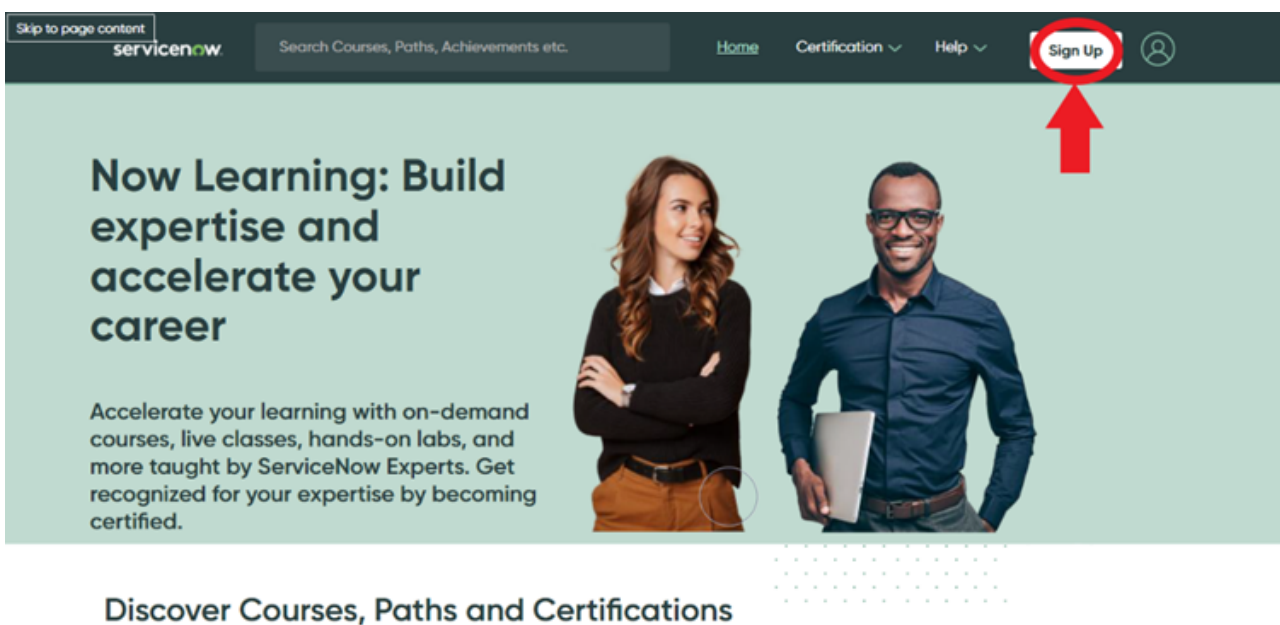 Skip to page content
servicenow.
Search Courses, Paths, Achievements etc.
Home
Certification
Help
Sign Up
Now Learning: Build
expertise and
accelerate your
career
Accelerate your learning with on-demand
courses, live classes, hands-on labs, and
more taught by ServiceNow Experts. Get
recognized for your expertise by becoming
certified.
Discover Courses, Paths and Certifications